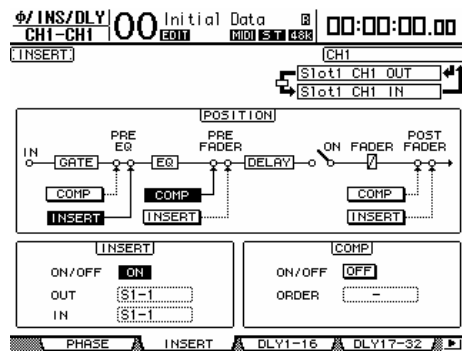 Φ/INS/DLY
CH1-CH1
00 Initial Data
EDIT
MIDI ST 48K
00:00:00.00
INSERT
CH1
Slot1 CH1 OUT
Slot1 CH1 IN
POSITION
PRE EQ
PRE FADER
POST FADER
IN
GATE
EQ
DELAY
ON
FADER
COMP
COMP
COMP
INSERT
INSERT
INSERT
INSERT
ON/OFF ON
OUT S1-1
IN S1-1
COMP
ON/OFF OFF
ORDER -
PHASE
INSERT
DLY1-16
DLY17-32